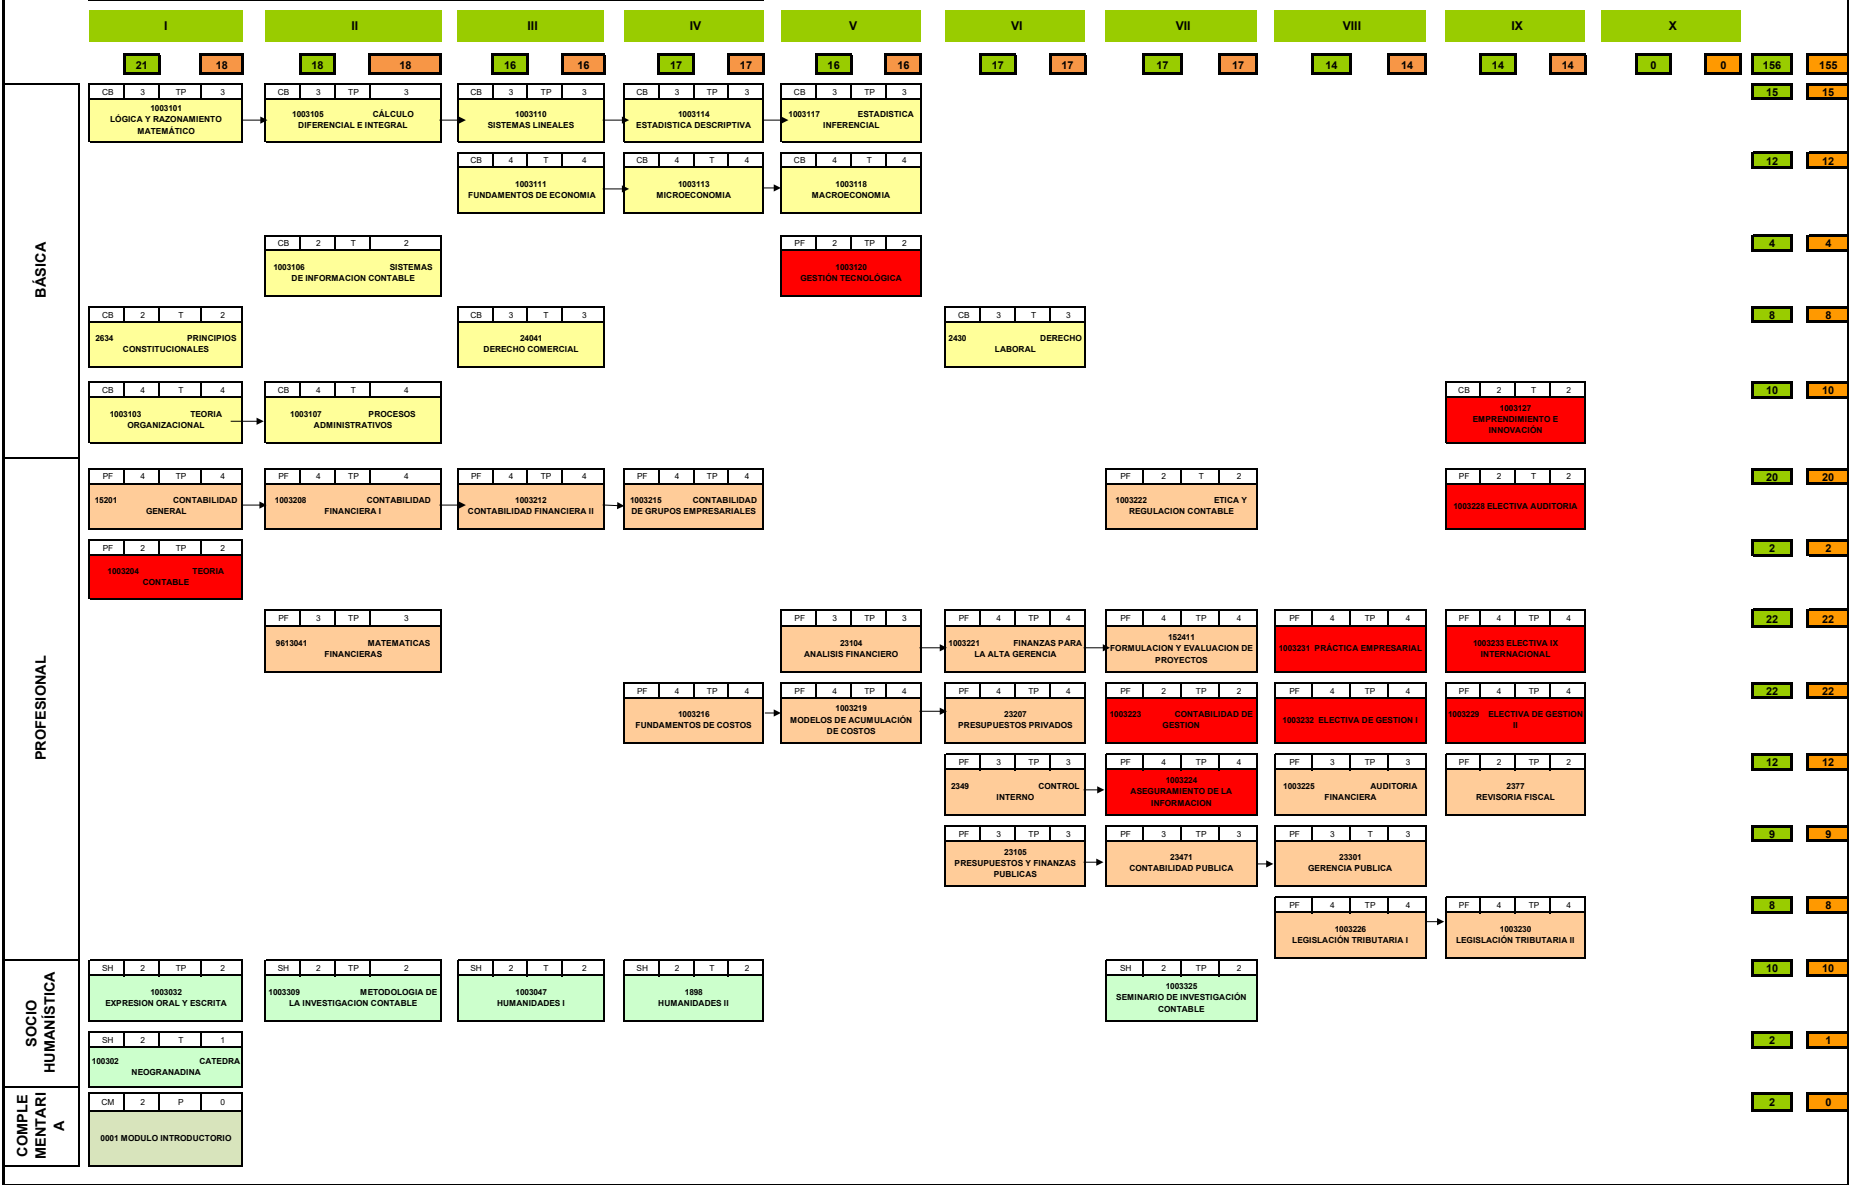 I II III IV V VI VII VIII IX X
21 18 18 18 16 16 17 17 16 16 17 17 17 17 14 14 14 14 0 0 156 155
BÁSICA
CB 3 TP 3 CB 3 TP 3 CB 3 TP 3 CB 3 TP 3 CB 3 TP 3 15 15
1003101
LÓGICA Y RAZONAMIENTO
MATEMÁTICO
1003105 CÁLCULO
DIFERENCIAL E INTEGRAL
1003110
SISTEMAS LINEALES
1003114
ESTADISTICA DESCRIPTIVA
1003117 ESTADISTICA
INFERENCIAL
CB 4 T 4 CB 4 T 4 CB 4 T 4 12 12
1003111
FUNDAMENTOS DE ECONOMIA
1003113
MICROECONOMIA
1003118
MACROECONOMIA
CB 2 T 2 PF 2 TP 2 4 4
1003106 SISTEMAS
DE INFORMACION CONTABLE
1003120
GESTIÓN TECNOLÓGICA
CB 2 T 2 CB 3 T 3 CB 3 T 3 8 8
2634 PRINCIPIOS
CONSTITUCIONALES
24041
DERECHO COMERCIAL
2430 DERECHO
LABORAL
CB 4 T 4 CB 4 T 4 CB 2 T 2 10 10
1003103 TEORIA
ORGANIZACIONAL
1003107 PROCESOS
ADMINISTRATIVOS
1003127
EMPRENDIMIENTO E
INNOVACIÓN
PROFESIONAL
PF 4 TP 4 PF 4 TP 4 PF 4 TP 4 PF 4 TP 4 PF 2 T 2 PF 2 T 2 20 20
15201 CONTABILIDAD
GENERAL
1003208 CONTABILIDAD
FINANCIERA I
1003212
CONTABILIDAD FINANCIERA II
1003215 CONTABILIDAD
DE GRUPOS EMPRESARIALES
1003222 ETICA Y
REGULACION CONTABLE
1003228 ELECTIVA AUDITORIA
PF 2 TP 2 2 2
1003204 TEORIA
CONTABLE
PF 3 TP 3 PF 3 TP 3 PF 4 TP 4 PF 4 TP 4 PF 4 TP 4 PF 4 TP 4 22 22
9613041 MATEMATICAS
FINANCIERAS
23104
ANALISIS FINANCIERO
1003221 FINANZAS PARA
LA ALTA GERENCIA
152411
FORMULACION Y EVALUACION DE
PROYECTOS
1003231 PRÁCTICA EMPRESARIAL
1003233 ELECTIVA IX
INTERNACIONAL
PF 4 TP 4 PF 4 TP 4 PF 4 TP 4 PF 2 TP 2 PF 4 TP 4 PF 4 TP 4 22 22
1003216
FUNDAMENTOS DE COSTOS
1003219
MODELOS DE ACUMULACIÓN
DE COSTOS
23207
PRESUPUESTOS PRIVADOS
1003223 CONTABILIDAD DE
GESTION
1003232 ELECTIVA DE GESTION I
1003229 ELECTIVA DE GESTION
II
PF 3 TP 3 PF 4 TP 4 PF 3 TP 3 PF 2 TP 2 12 12
2349 CONTROL
INTERNO
1003224
ASEGURAMIENTO DE LA
INFORMACION
1003225 AUDITORIA
FINANCIERA
2377
REVISORIA FISCAL
PF 3 TP 3 PF 3 TP 3 PF 3 T 3 9 9
23105
PRESUPUESTOS Y FINANZAS
PUBLICAS
23471
CONTABILIDAD PUBLICA
23301
GERENCIA PUBLICA
PF 4 TP 4 PF 4 TP 4 8 8
1003226
LEGISLACIÓN TRIBUTARIA I
1003230
LEGISLACIÓN TRIBUTARIA II
SOCIO
HUMANÍSTICA
SH 2 TP 2 SH 2 TP 2 SH 2 T 2 SH 2 T 2 SH 2 TP 2 10 10
1003032
EXPRESION ORAL Y ESCRITA
1003309 METODOLOGIA DE
LA INVESTIGACION CONTABLE
1003047
HUMANIDADES I
1898
HUMANIDADES II
1003325
SEMINARIO DE INVESTIGACIÓN
CONTABLE
SH 2 T 1 2 1
100302 CATEDRA
NEOGRANADINA
COMPLE
MENTARI
A
CM 2 P 0 2 0
0001 MODULO INTRODUCTORIO